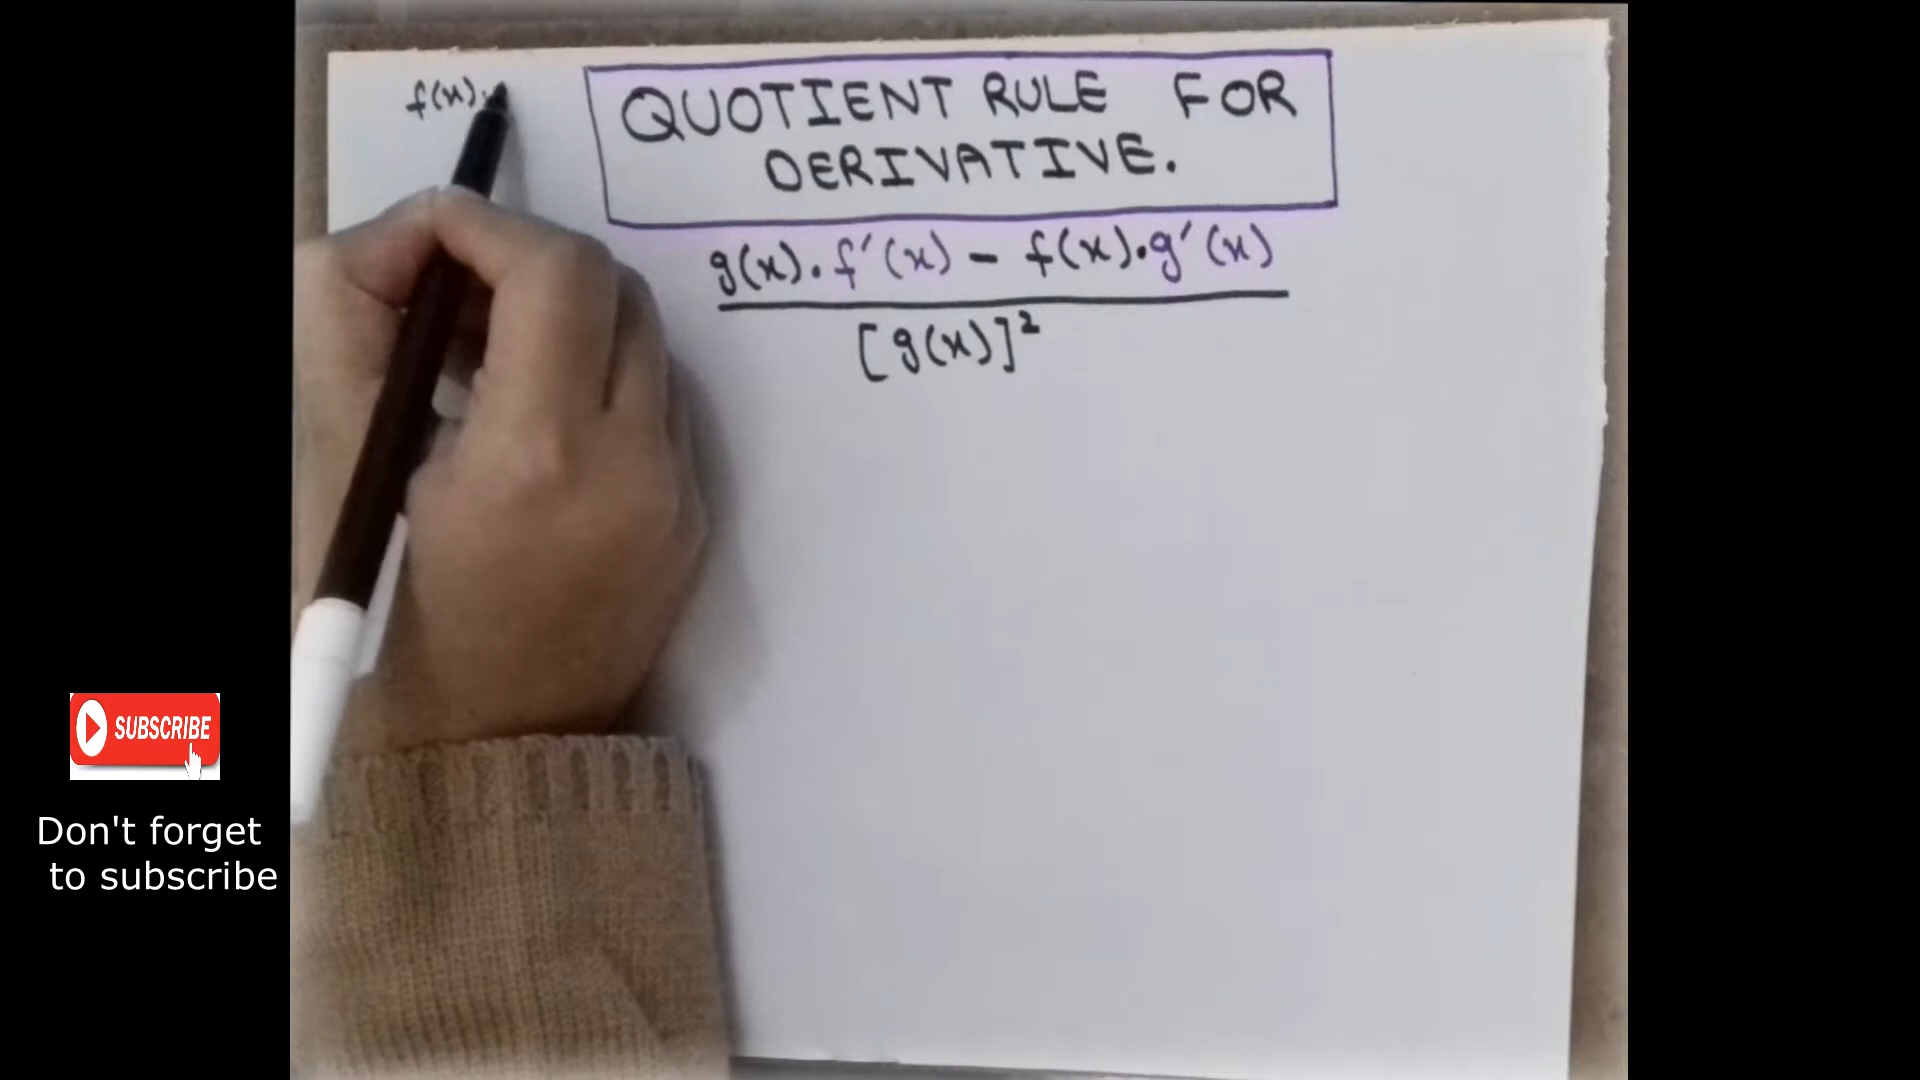 f(x)
QUOTIENT RULE FOR
DERIVATIVE.
g(x) · f′(x) – f(x) · g′(x)
[g(x)]²
SUBSCRIBE
Don't forget
to subscribe